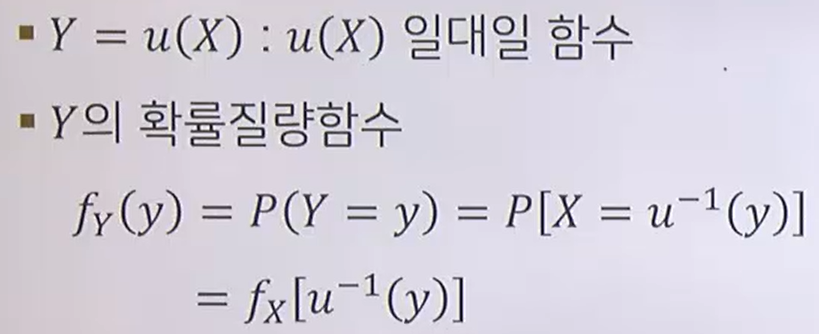 ▪ Y = u(X) : u(X) 일대일 함수
▪ Y의 확률질량함수
f_Y(y) = P(Y = y) = P[X = u⁻¹(y)]
= f_X[u⁻¹(y)]